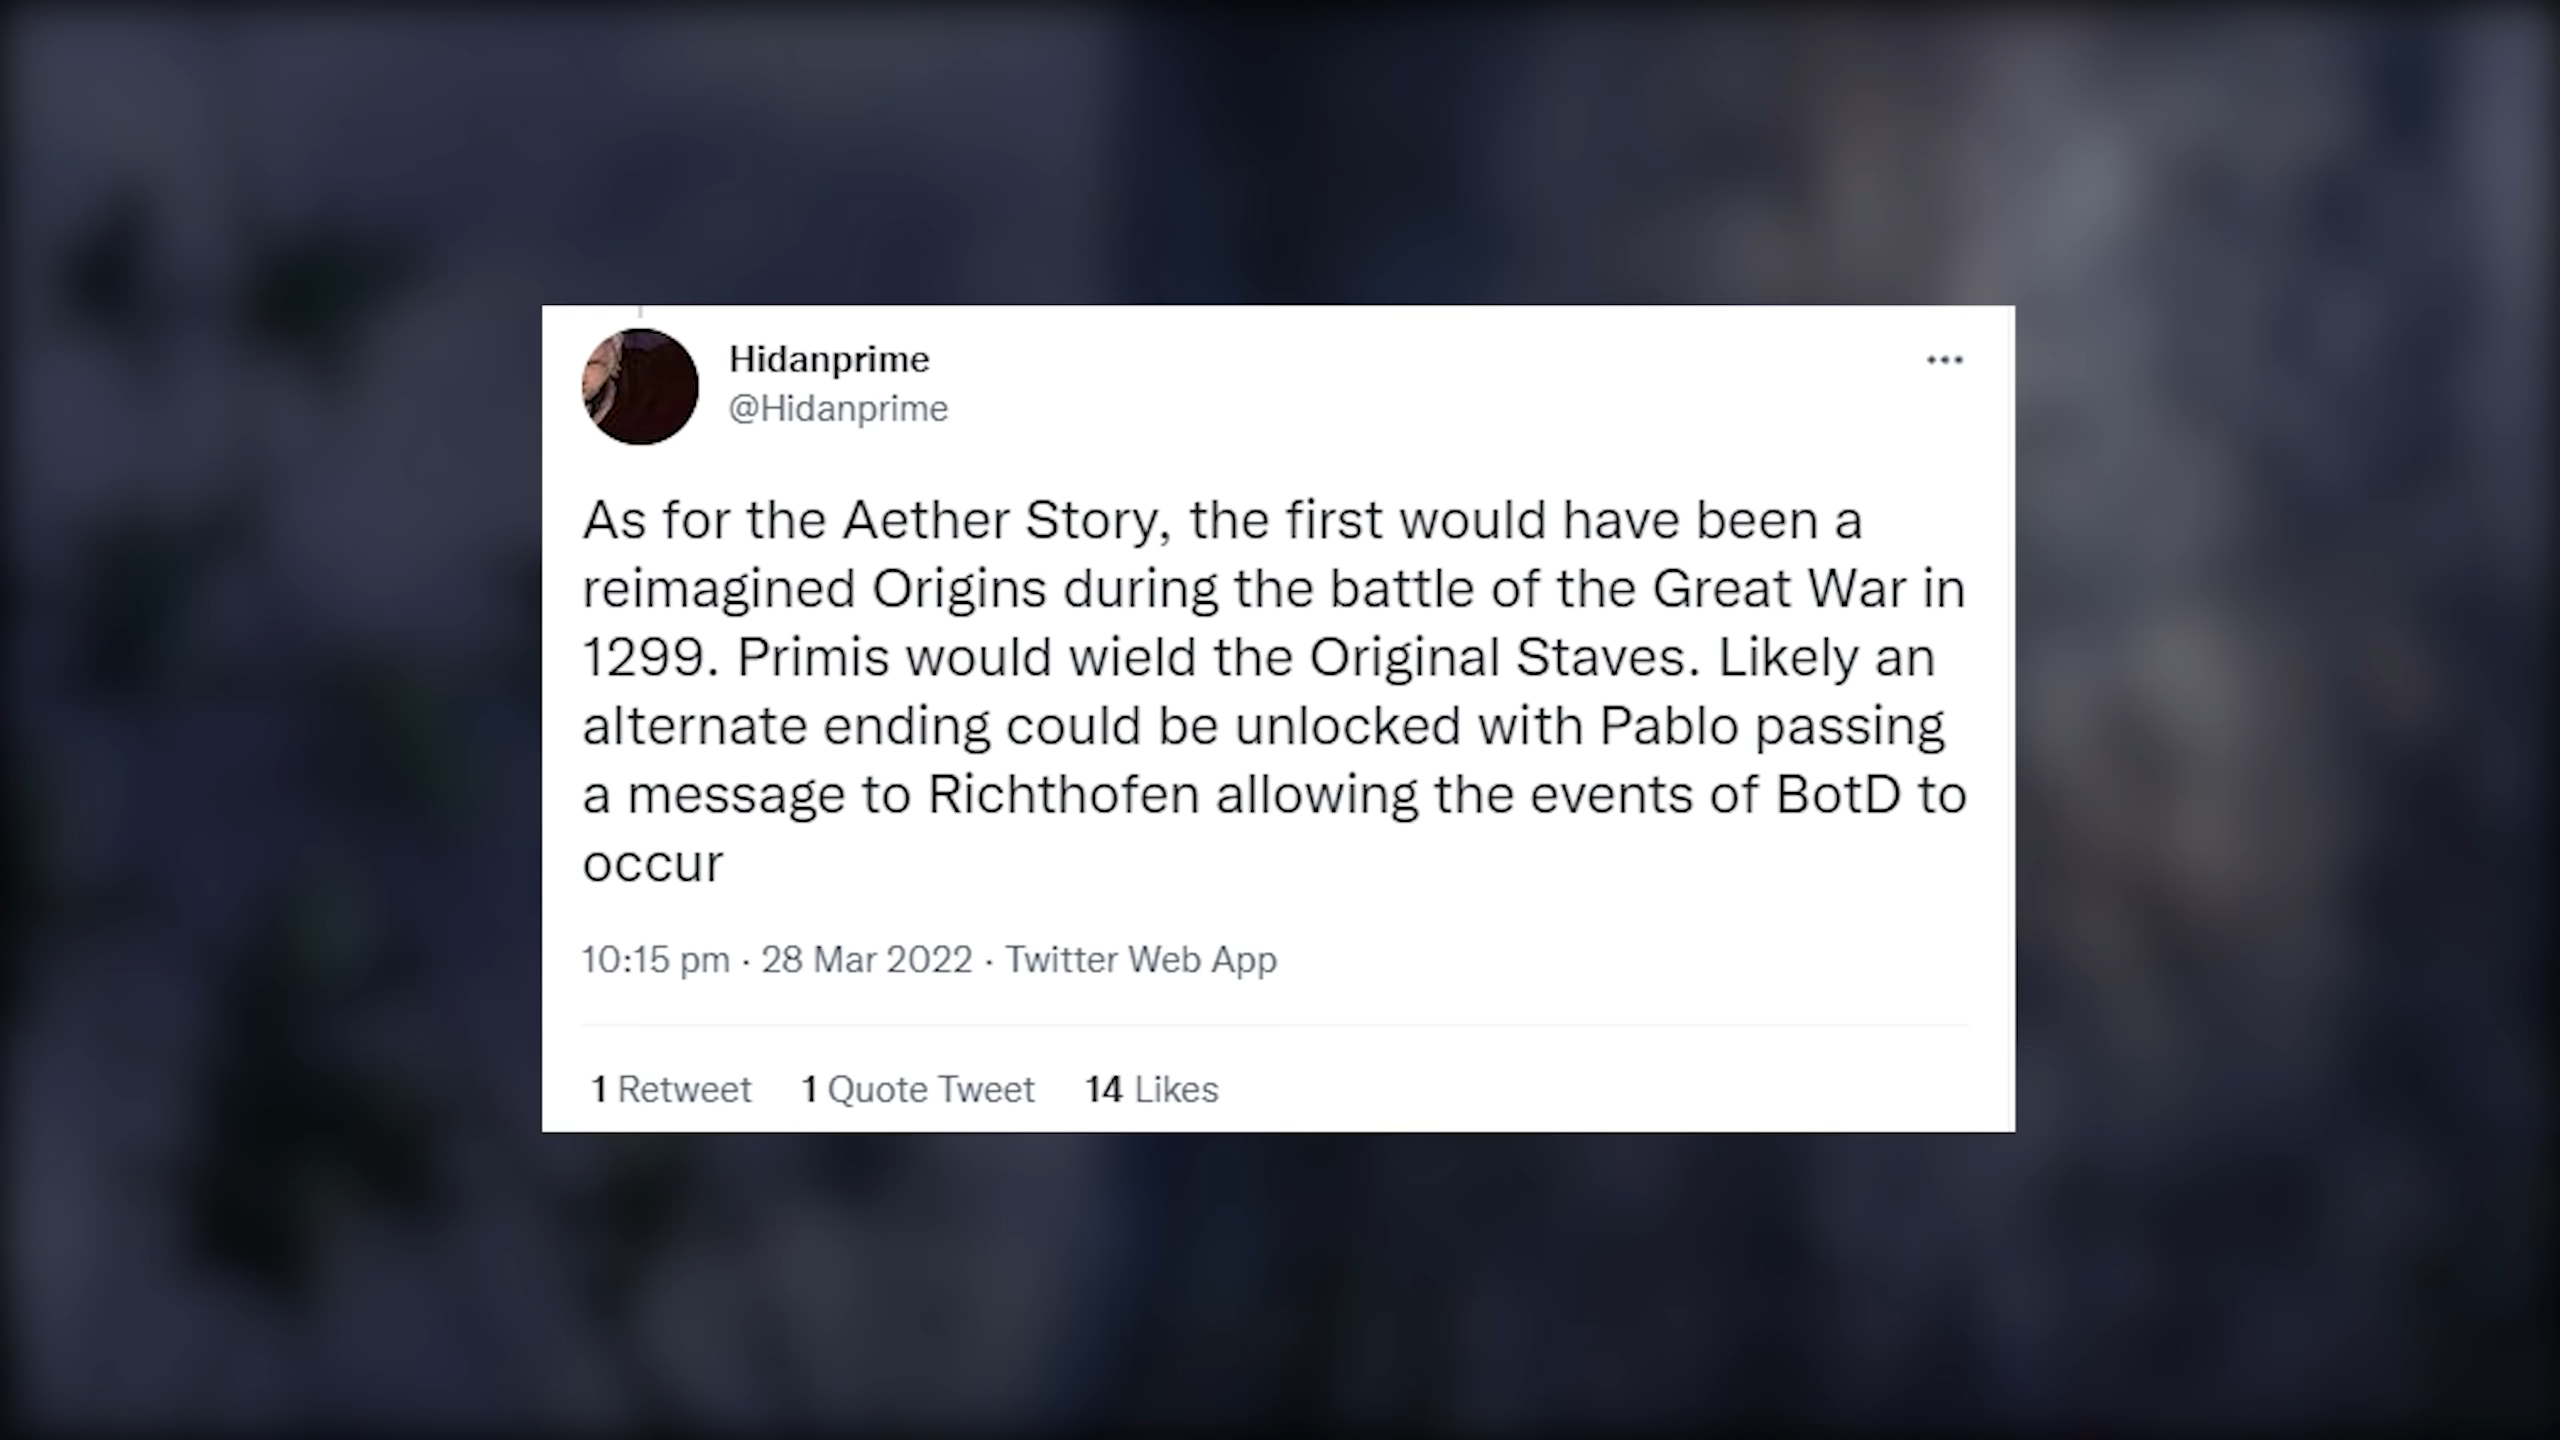 Hidanprime
@Hidanprime
As for the Aether Story, the first would have been a
reimagined Origins during the battle of the Great War in
1299. Primis would wield the Original Staves. Likely an
alternate ending could be unlocked with Pablo passing
a message to Richthofen allowing the events of BotD to
occur
10:15 pm · 28 Mar 2022 · Twitter Web App
1 Retweet 1 Quote Tweet 14 Likes